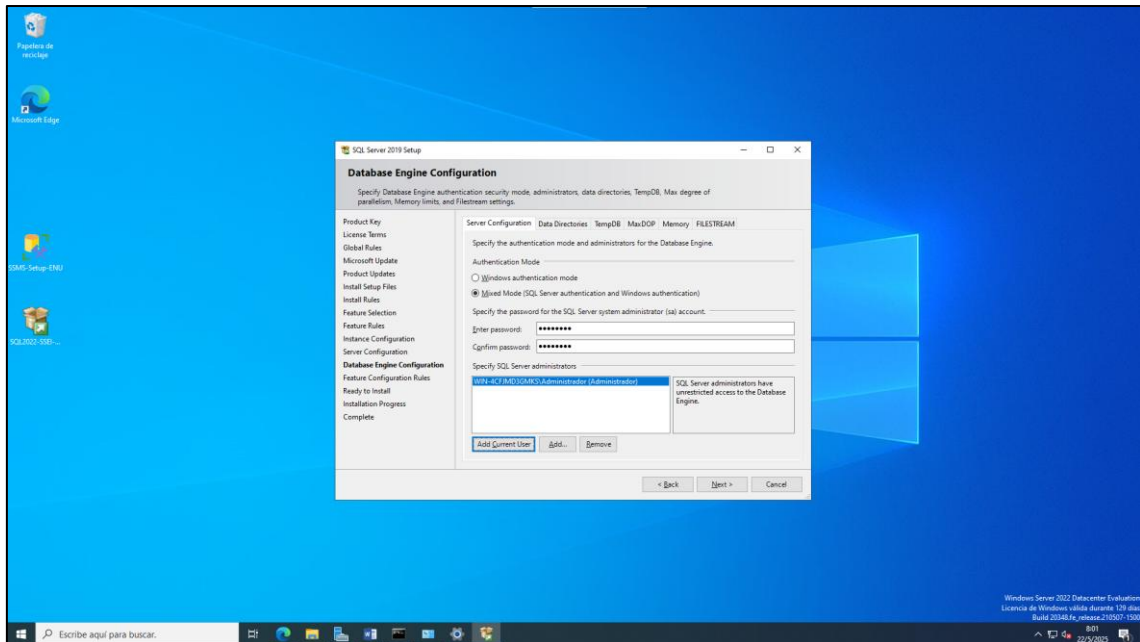 Papelera de
reciclaje
Microsoft Edge
SSMS-Setup-ENU
SQL2022-SSEI-...
SQL Server 2019 Setup
Database Engine Configuration
Specify Database Engine authentication security mode, administrators, data directories, TempDB, Max degree of
parallelism, Memory limits, and Filestream settings.
Product Key
License Terms
Global Rules
Microsoft Update
Product Updates
Install Setup Files
Install Rules
Feature Selection
Feature Rules
Instance Configuration
Server Configuration
Database Engine Configuration
Feature Configuration Rules
Ready to Install
Installation Progress
Complete
Server Configuration Data Directories TempDB MaxDOP Memory FILESTREAM
Specify the authentication mode and administrators for the Database Engine.
Authentication Mode
Windows authentication mode
Mixed Mode (SQL Server authentication and Windows authentication)
Specify the password for the SQL Server system administrator (sa) account.
Enter password: ●●●●●●●●
Confirm password: ●●●●●●●●
Specify SQL Server administrators
WIN-4CFJMD3GMKS\Administrador (Administrador)
SQL Server administrators have
unrestricted access to the Database
Engine.
Add Current User Add... Remove
< Back Next > Cancel
Windows Server 2022 Datacenter Evaluation
Licencia de Windows válida durante 129 días
Build 20348.fe_release.210507-1500
Escribe aquí para buscar.
8:01
22/5/2025